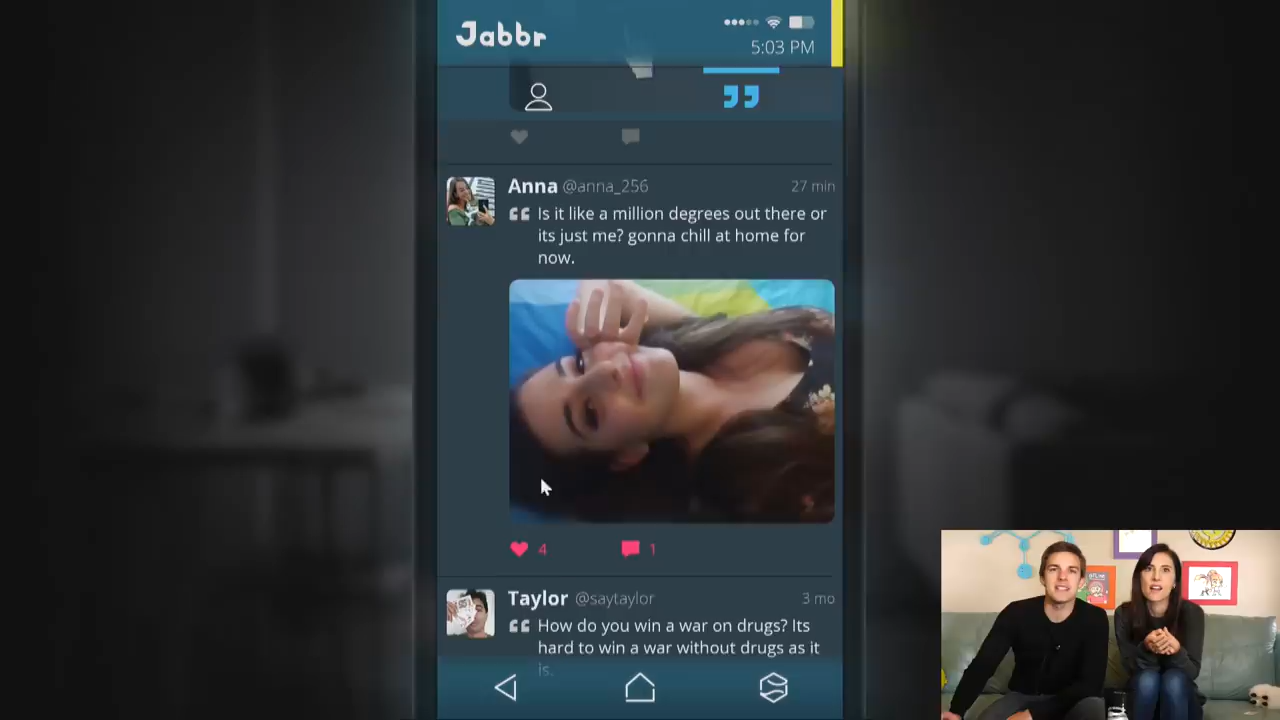 Jabbr
5:03 PM
Anna @anna_256 27 min
Is it like a million degrees out there or
its just me? gonna chill at home for
now.
4 1
Taylor @saytaylor 3 mo
How do you win a war on drugs? Its
hard to win a war without drugs as it
is.